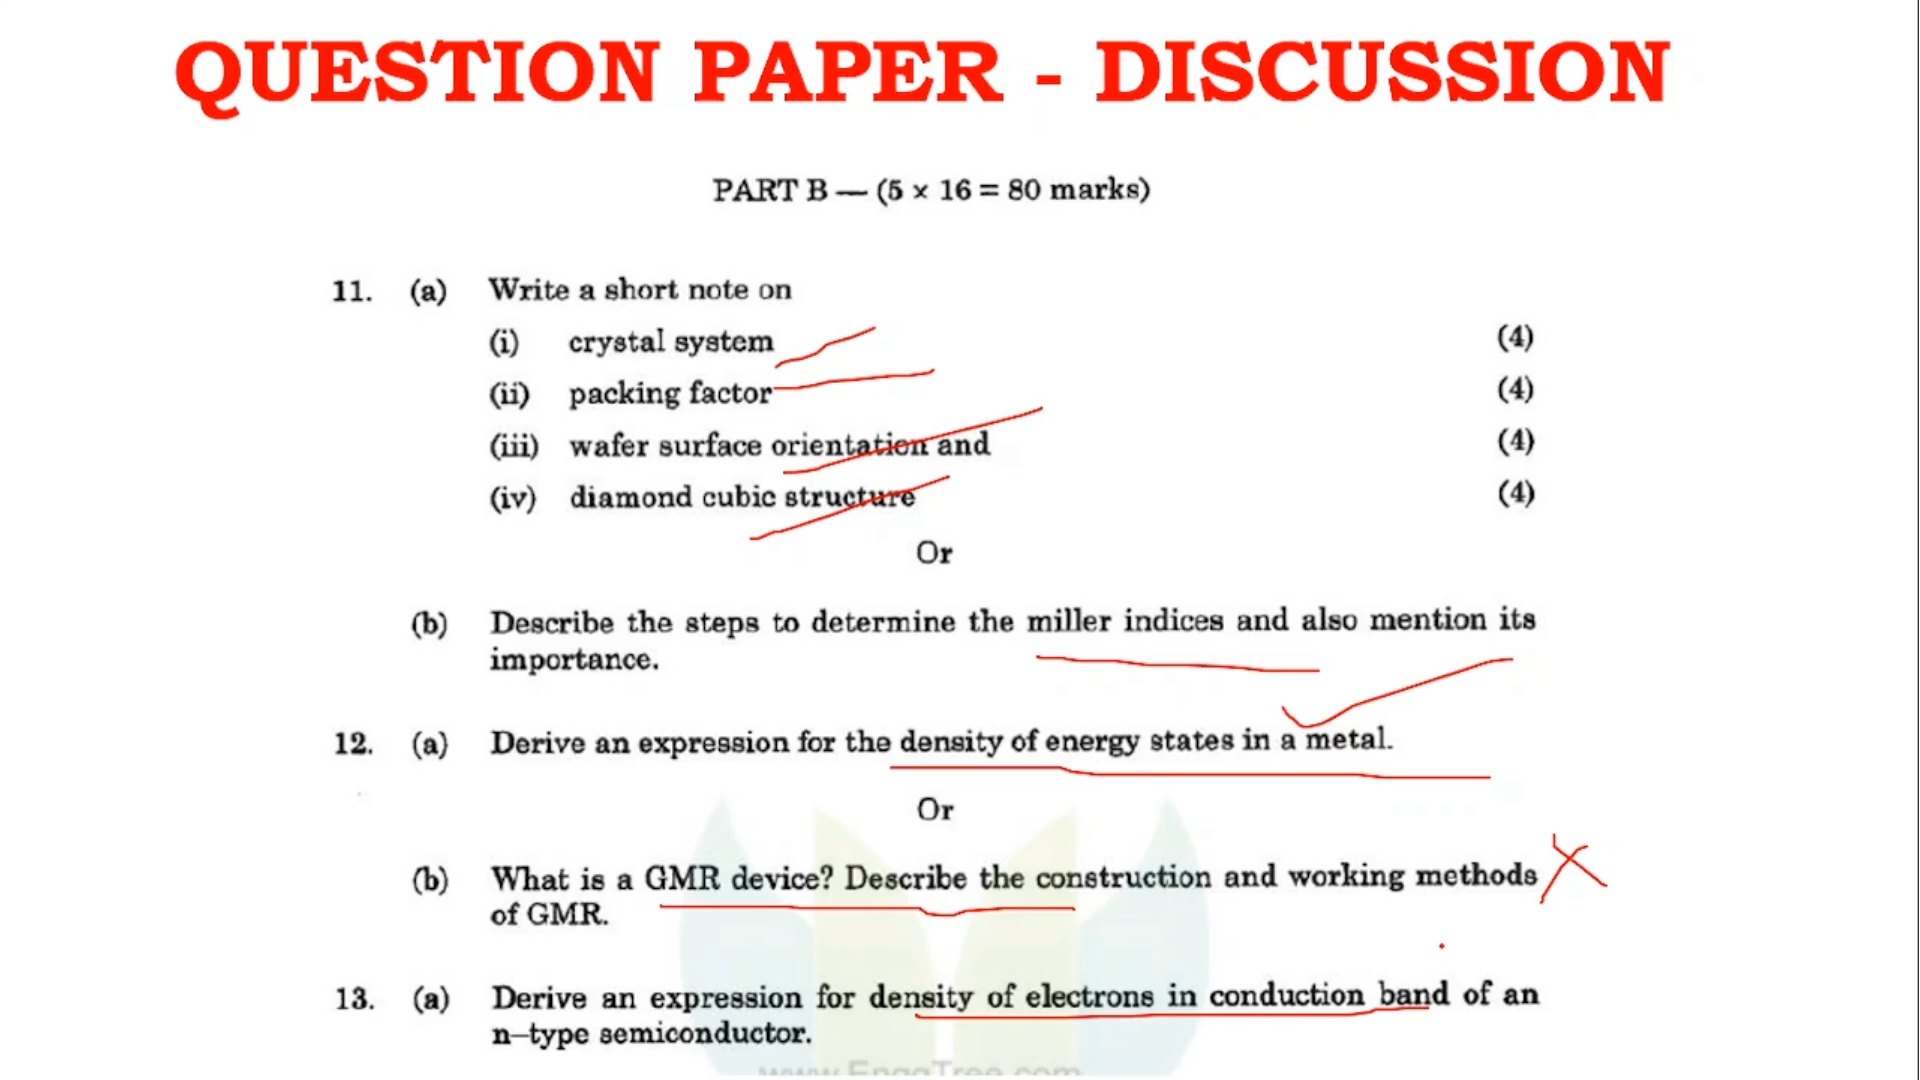 QUESTION PAPER - DISCUSSION
PART B — (5 × 16 = 80 marks)
11. (a) Write a short note on
(i) crystal system (4)
(ii) packing factor (4)
(iii) wafer surface orientation and (4)
(iv) diamond cubic structure (4)
Or
(b) Describe the steps to determine the miller indices and also mention its
importance.
12. (a) Derive an expression for the density of energy states in a metal.
Or
(b) What is a GMR device? Describe the construction and working methods
of GMR.
13. (a) Derive an expression for density of electrons in conduction band of an
n–type semiconductor.
www.EnggTree.com